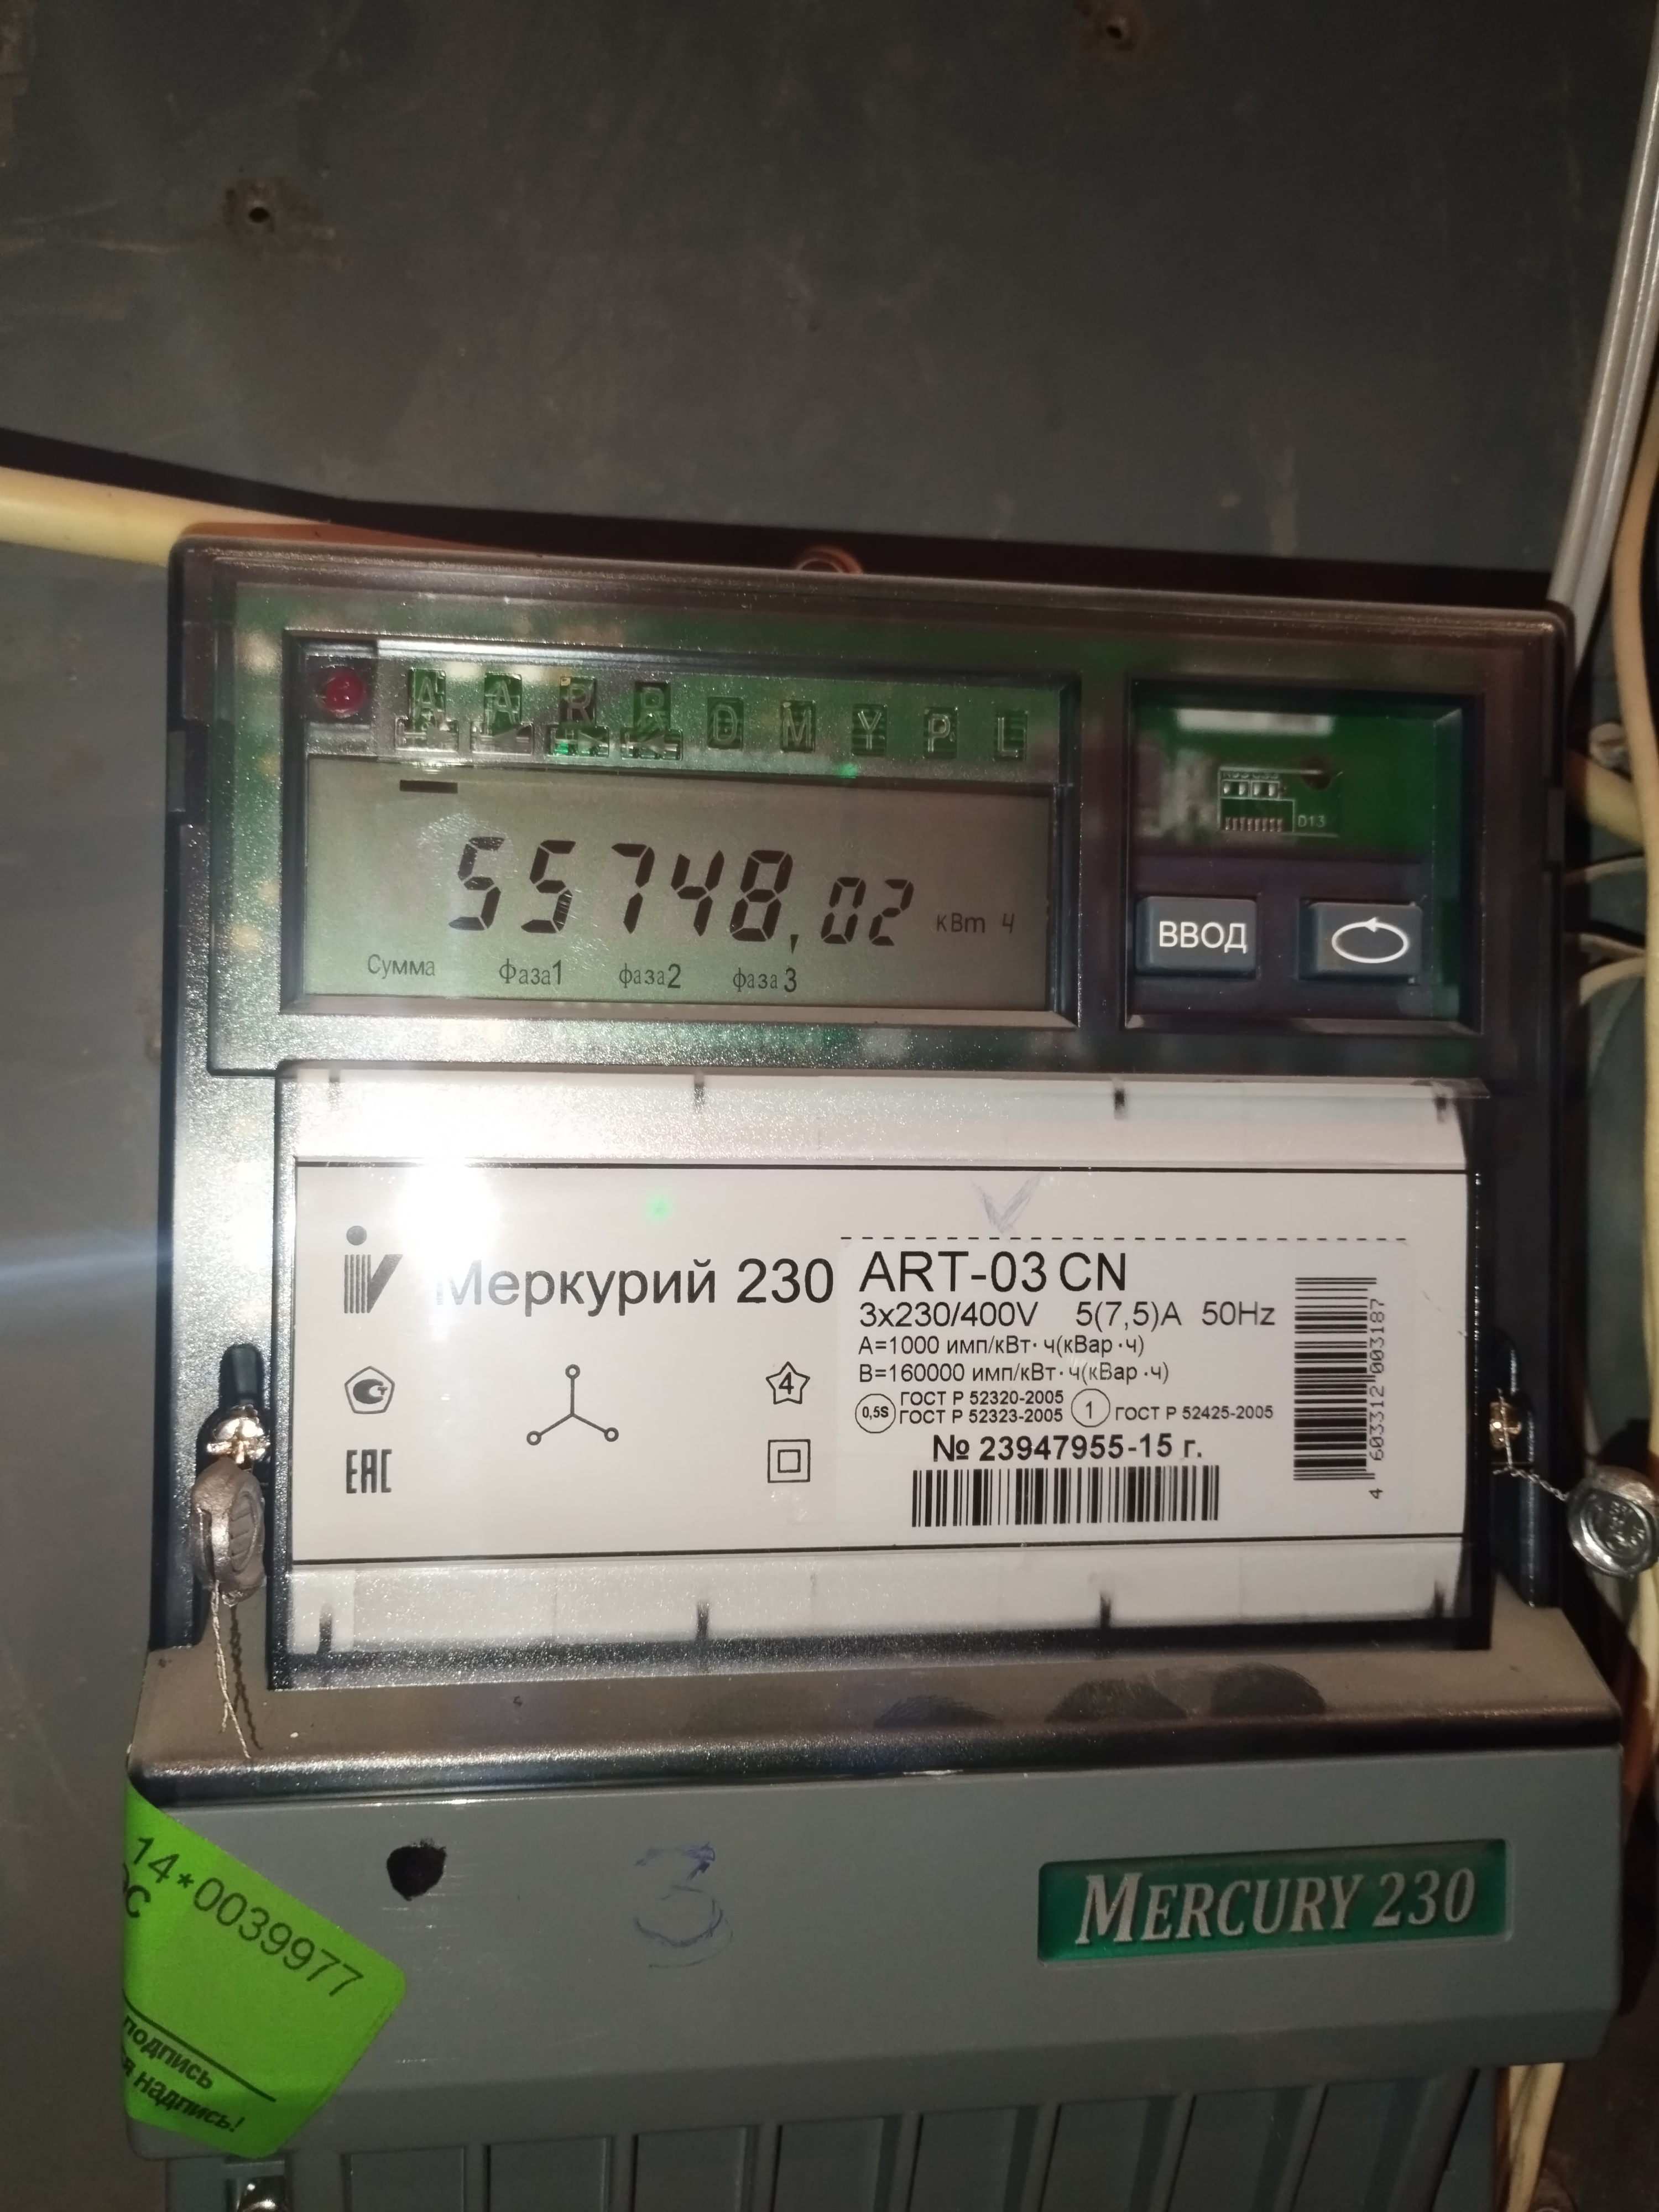 A A R R D M Y P L
55748,02 кВт ч
Сумма Фаза1 фаза2 фаза3
D13
ВВОД
Меркурий 230 ART-03 CN
3x230/400V 5(7,5)A 50Hz
A=1000 имп/кВт·ч(кВар·ч)
B=160000 имп/кВт·ч(кВар·ч)
0,5S ГОСТ Р 52320-2005
ГОСТ Р 52323-2005 1 ГОСТ Р 52425-2005
№ 23947955-15 г.
4
EAC
4 603312 003187
3
MERCURY 230
14*0039977
подпись
надпись!